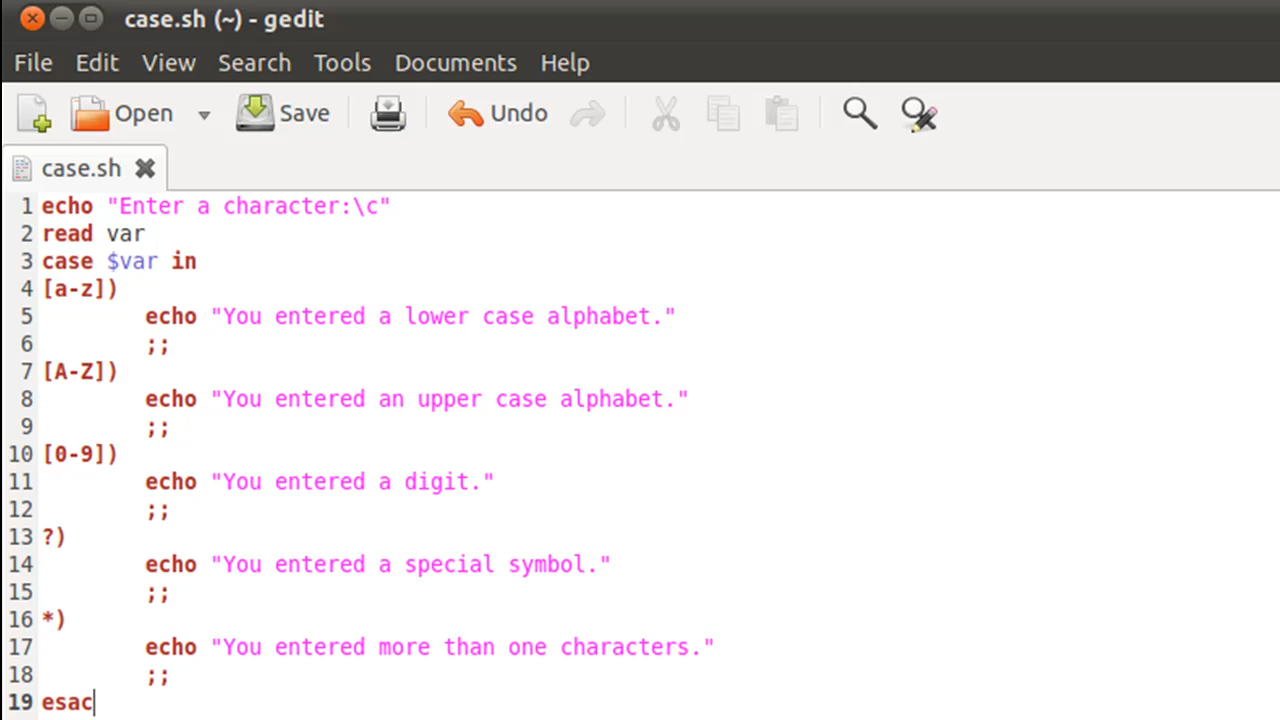 case.sh (~) - gedit
File Edit View Search Tools Documents Help
Open Save Undo
case.sh
1 echo "Enter a character:\c"
2 read var
3 case $var in
4 [a-z])
5 echo "You entered a lower case alphabet."
6 ;;
7 [A-Z])
8 echo "You entered an upper case alphabet."
9 ;;
10 [0-9])
11 echo "You entered a digit."
12 ;;
13 ?)
14 echo "You entered a special symbol."
15 ;;
16 *)
17 echo "You entered more than one characters."
18 ;;
19 esac